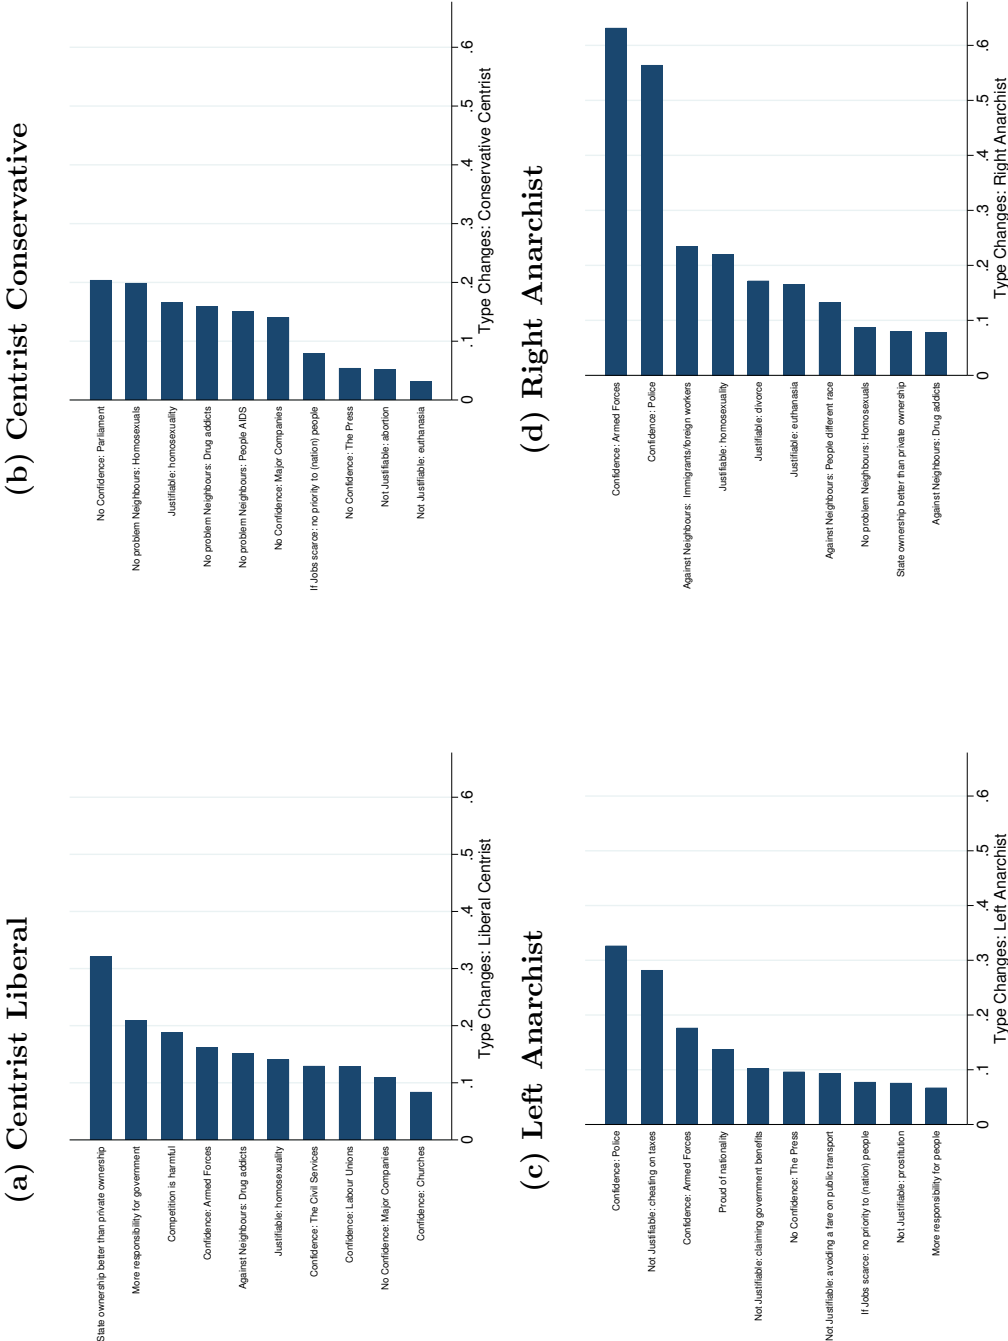 (a) Centrist Liberal
State ownership better than private ownership
More responsibility for government
Competition is harmful
Confidence: Armed Forces
Against Neighbours: Drug addicts
Justifiable: homosexuality
Confidence: The Civil Services
Confidence: Labour Unions
No Confidence: Major Companies
Confidence: Churches
0 .1 .2 .3 .4 .5 .6
Type Changes: Liberal Centrist
(b) Centrist Conservative
No Confidence: Parliament
No problem Neighbours: Homosexuals
Justifiable: homosexuality
No problem Neighbours: Drug addicts
No problem Neighbours: People AIDS
No Confidence: Major Companies
If Jobs scarce: no priority to (nation) people
No Confidence: The Press
Not Justifiable: abortion
Not Justifiable: euthanasia
0 .1 .2 .3 .4 .5 .6
Type Changes: Conservative Centrist
(c) Left Anarchist
Confidence: Police
Not Justifiable: cheating on taxes
Confidence: Armed Forces
Proud of nationality
Not Justifiable: claiming government benefits
No Confidence: The Press
Not Justifiable: avoiding a fare on public transport
If Jobs scarce: no priority to (nation) people
Not Justifiable: prostitution
More responsibility for people
0 .1 .2 .3 .4 .5 .6
Type Changes: Left Anarchist
(d) Right Anarchist
Confidence: Armed Forces
Confidence: Police
Against Neighbours: Immigrants/foreign workers
Justifiable: homosexuality
Justifiable: divorce
Justifiable: euthanasia
Against Neighbours: People different race
No problem Neighbours: Homosexuals
State ownership better than private ownership
Against Neighbours: Drug addicts
0 .1 .2 .3 .4 .5 .6
Type Changes: Right Anarchist